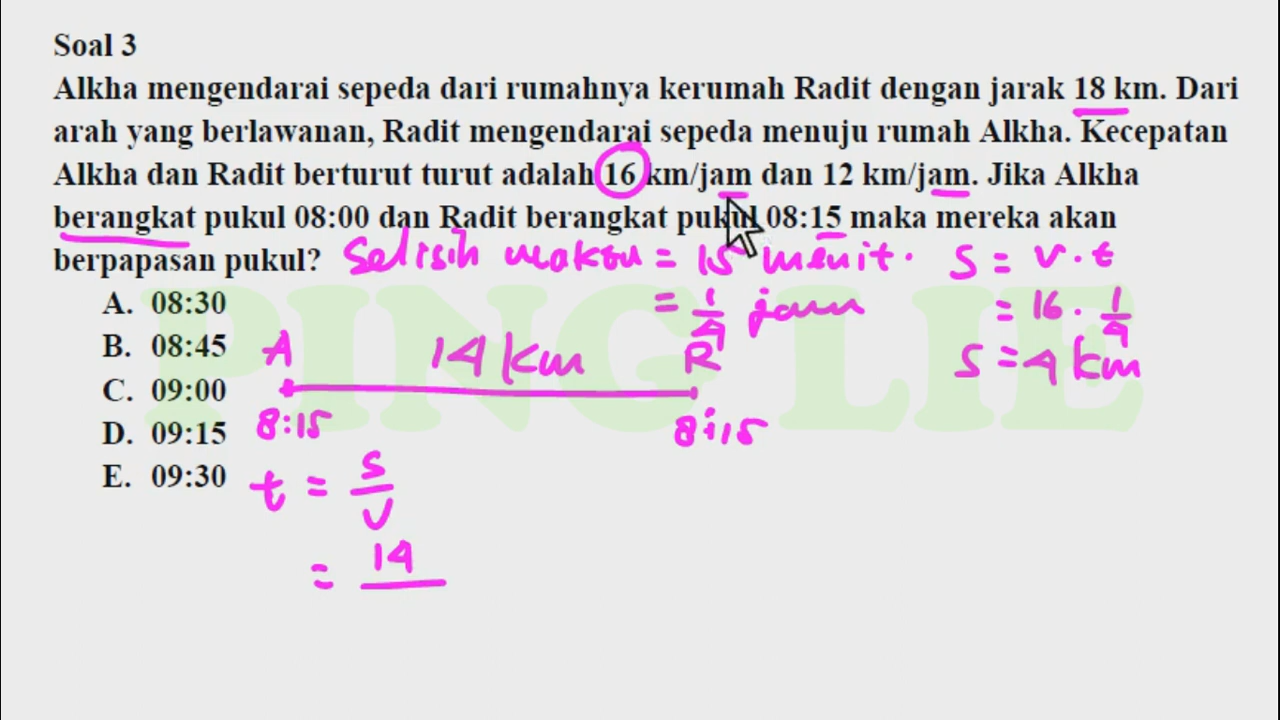 Soal 3
Alkha mengendarai sepeda dari rumahnya kerumah Radit dengan jarak 18 km. Dari
arah yang berlawanan, Radit mengendarai sepeda menuju rumah Alkha. Kecepatan
Alkha dan Radit berturut turut adalah 16 km/jam dan 12 km/jam. Jika Alkha
berangkat pukul 08:00 dan Radit berangkat pukul 08:15 maka mereka akan
berpapasan pukul?
Selisih waktu = 15 menit.
= 1/4 jam
S = v . t
= 16 . 1/4
S = 4 km
A. 08:30
B. 08:45
C. 09:00
D. 09:15
E. 09:30
A 14 km R
8:15 8:15
t = S/V
= 14
PING LIE